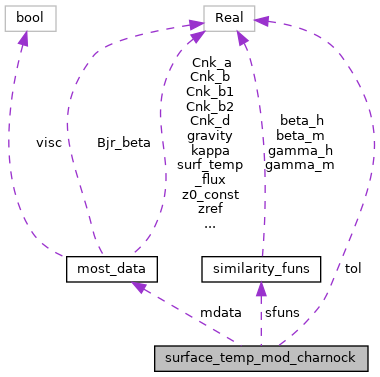 bool
Real
Cnk_a
Cnk_b
Cnk_b1
Cnk_b2
Cnk_d
gravity
kappa
surf_temp
_flux
z0_const
zref
...
visc
Bjr_beta
beta_h
beta_m
gamma_h
gamma_m
most_data
similarity_funs
tol
mdata
sfuns
surface_temp_mod_charnock